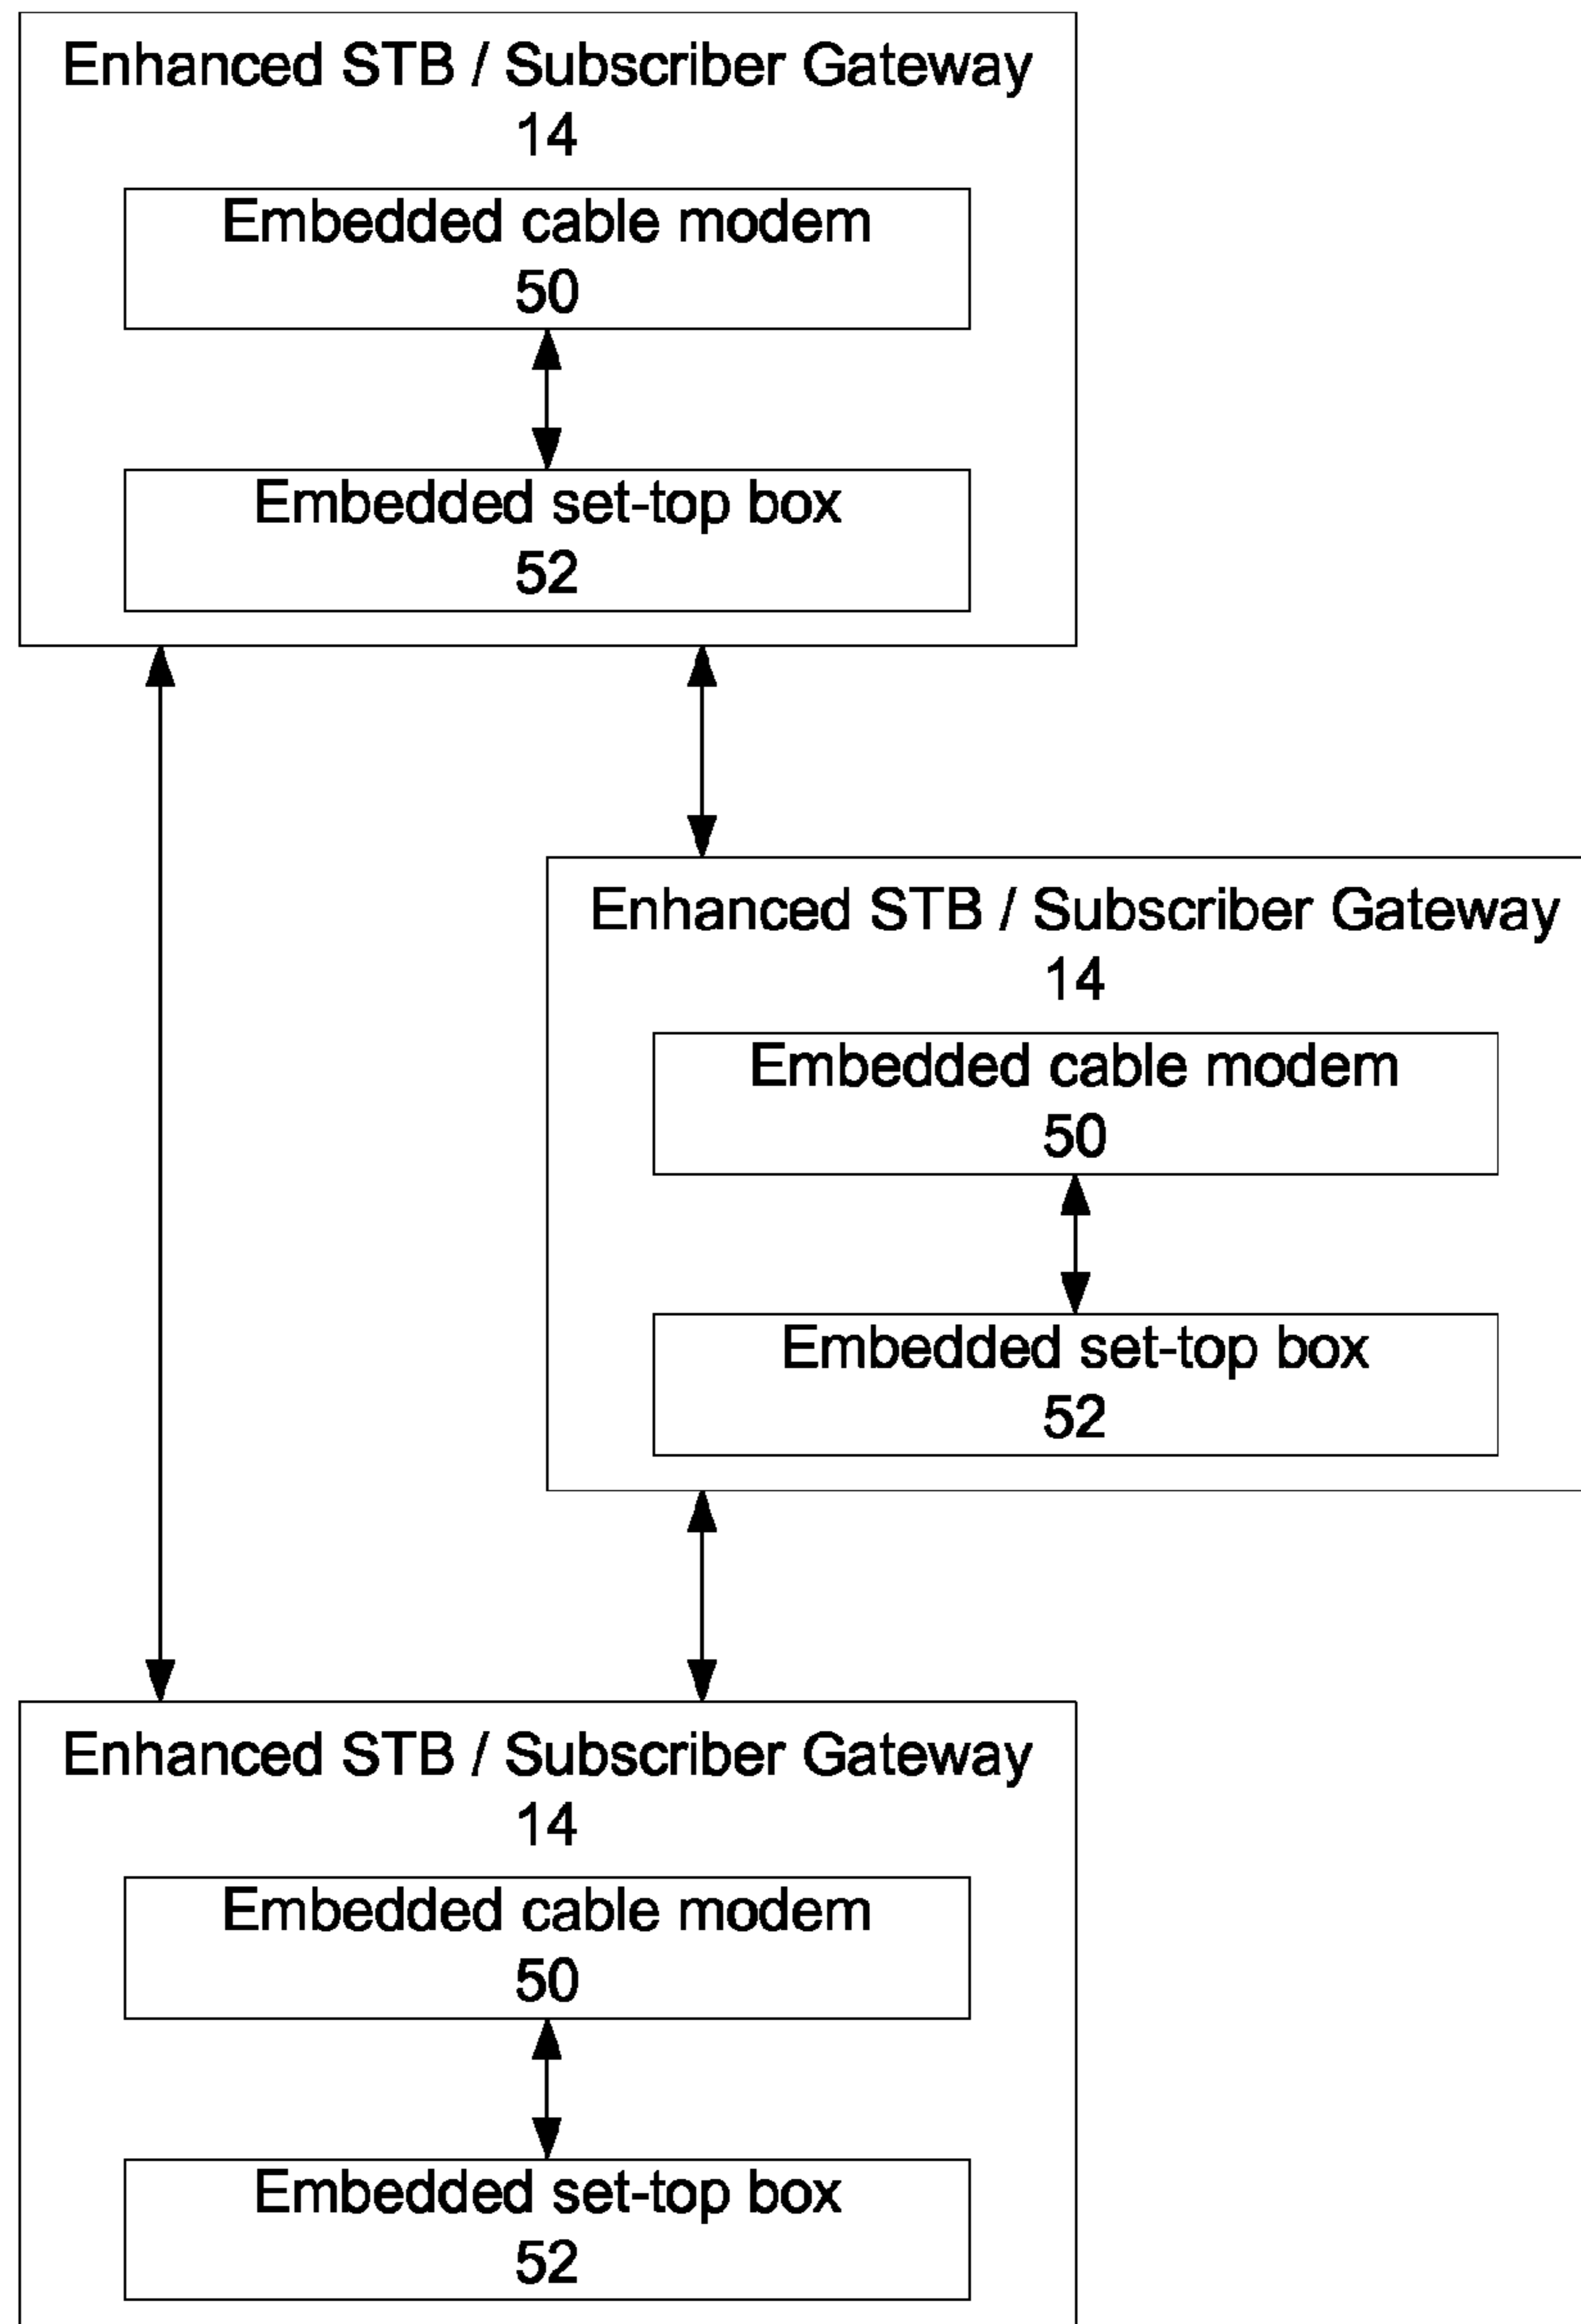 Enhanced STB / Subscriber Gateway
14
Embedded cable modem
50
Embedded set-top box
52
Enhanced STB / Subscriber Gateway
14
Embedded cable modem
50
Embedded set-top box
52
Enhanced STB / Subscriber Gateway
14
Embedded cable modem
50
Embedded set-top box
52